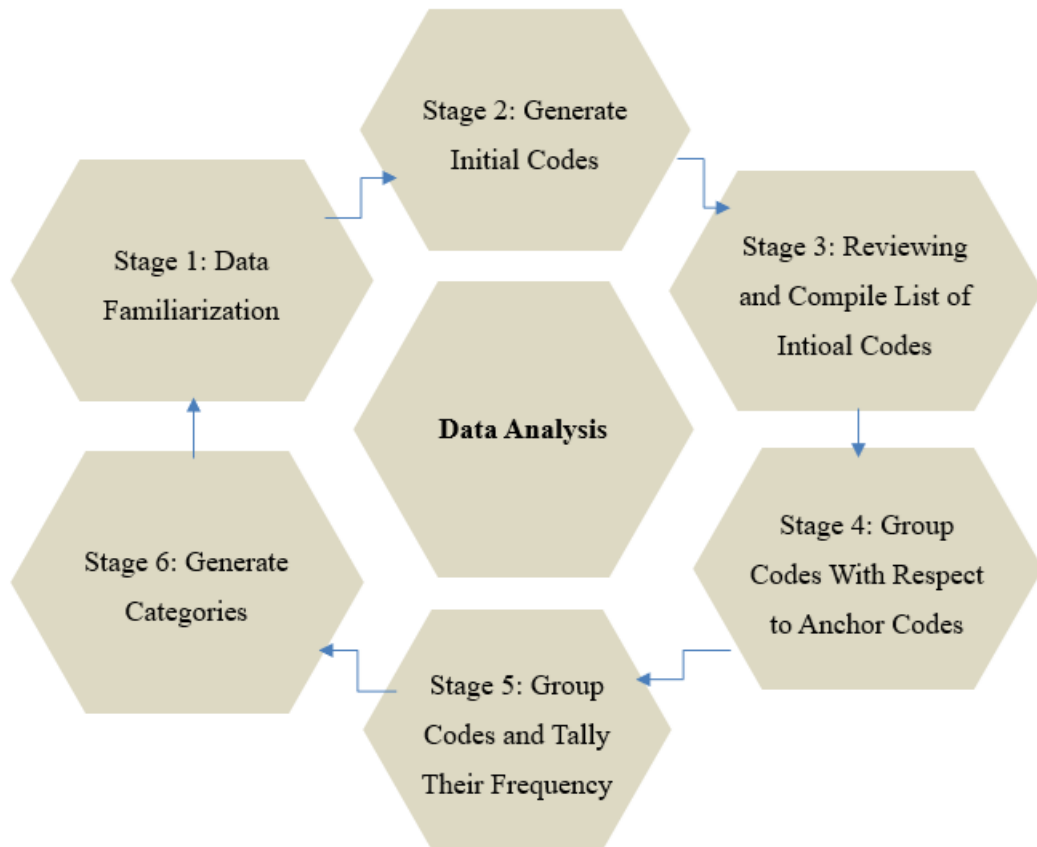 Stage 1: Data
Familiarization
Stage 2: Generate
Initial Codes
Stage 3: Reviewing
and Compile List of
Intioal Codes
Stage 4: Group
Codes With Respect
to Anchor Codes
Stage 5: Group
Codes and Tally
Their Frequency
Stage 6: Generate
Categories
Data Analysis